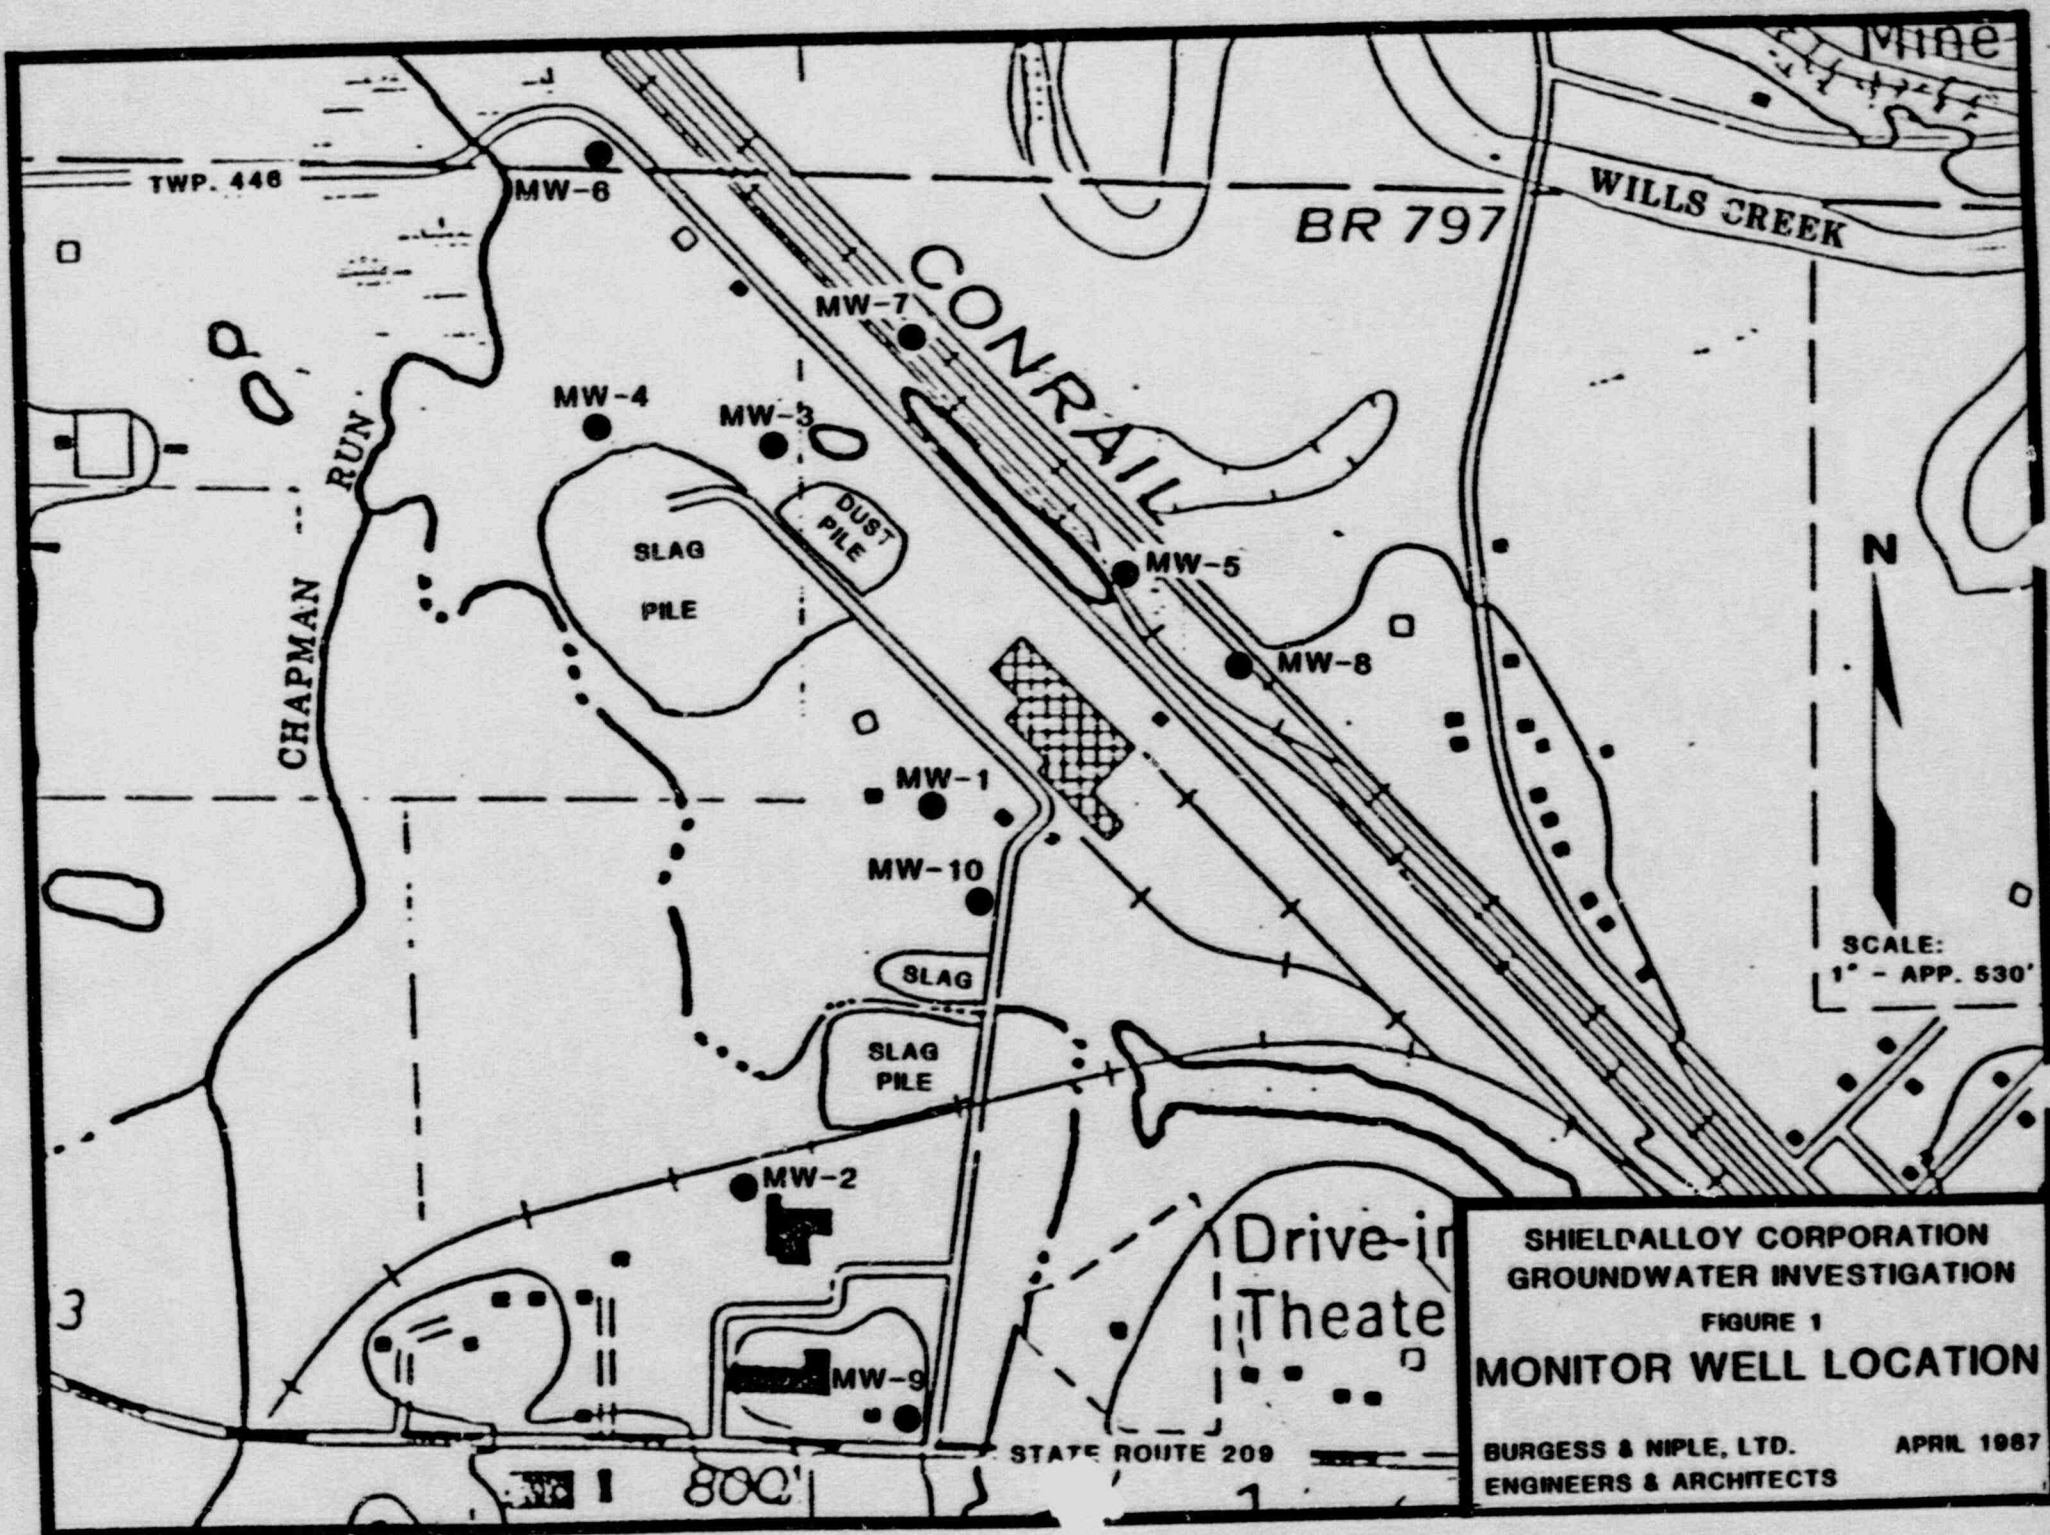 Mine
TWP. 446
MW-6
WILLS CREEK
BR 797
CONRAIL
MW-7
MW-4
MW-3
RUN
DUST
PILE
SLAG
PILE
MW-5
N
CHAPMAN
MW-8
MW-1
MW-10
SCALE:
1" - APP. 530'
SLAG
SLAG
PILE
MW-2
Drive-in
Theate
3
MW-9
STATE ROUTE 209
800'
SHIELDALLOY CORPORATION
GROUNDWATER INVESTIGATION
FIGURE 1
MONITOR WELL LOCATION
BURGESS & NIPLE, LTD.
APRIL 1987
ENGINEERS & ARCHITECTS